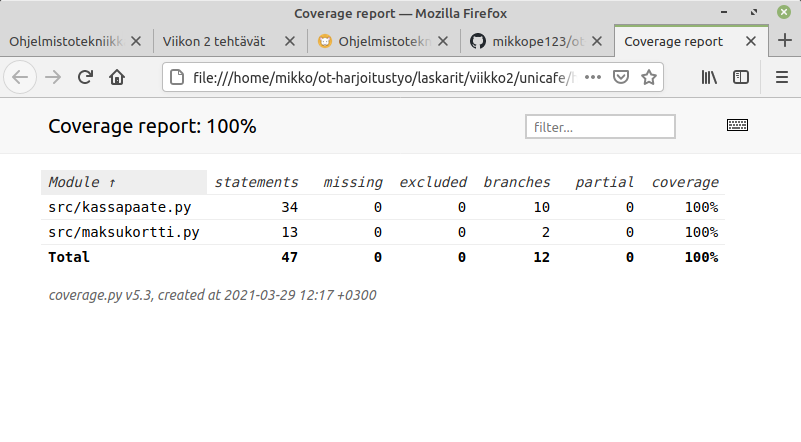 Coverage report — Mozilla Firefox
Ohjelmistotekniikk
Viikon 2 tehtävät
Ohjelmistotekn
mikkope123/ot
Coverage report
file:///home/mikko/ot-harjoitustyo/laskarit/viikko2/unicafe/
Coverage report: 100%
filter...
Module ↑ statements missing excluded branches partial coverage
src/kassapaate.py 34 0 0 10 0 100%
src/maksukortti.py 13 0 0 2 0 100%
Total 47 0 0 12 0 100%
coverage.py v5.3, created at 2021-03-29 12:17 +0300